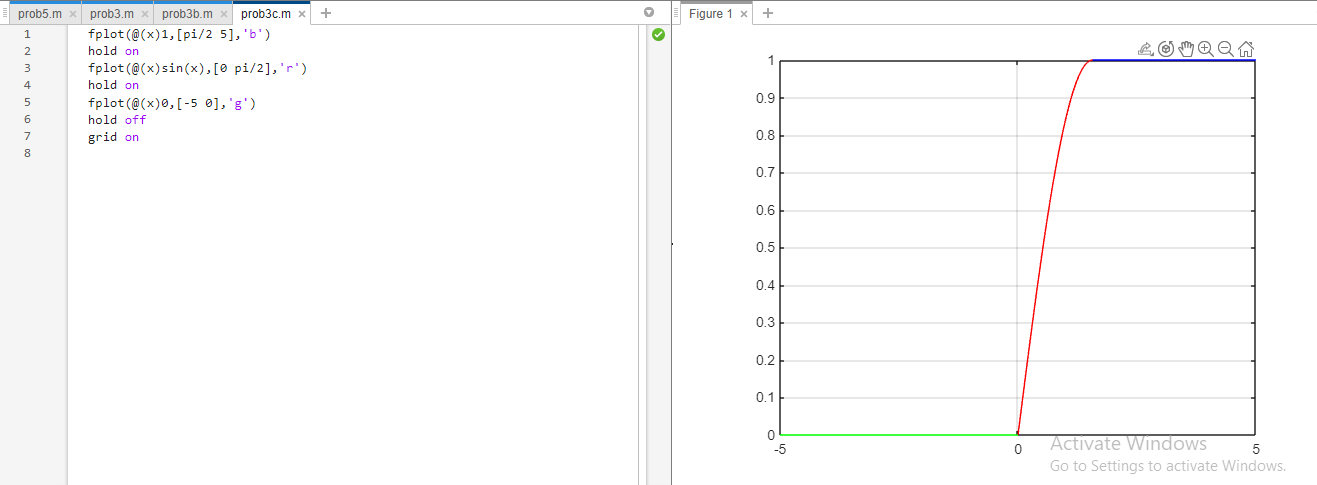 prob5.m × prob3.m × prob3b.m × prob3c.m × +
1 fplot(@(x)1,[pi/2 5],'b')
2 hold on
3 fplot(@(x)sin(x),[0 pi/2],'r')
4 hold on
5 fplot(@(x)0,[-5 0],'g')
6 hold off
7 grid on
8
Figure 1 × +
1
0.9
0.8
0.7
0.6
0.5
0.4
0.3
0.2
0.1
0
-5 0 5
Activate Windows
Go to Settings to activate Windows.